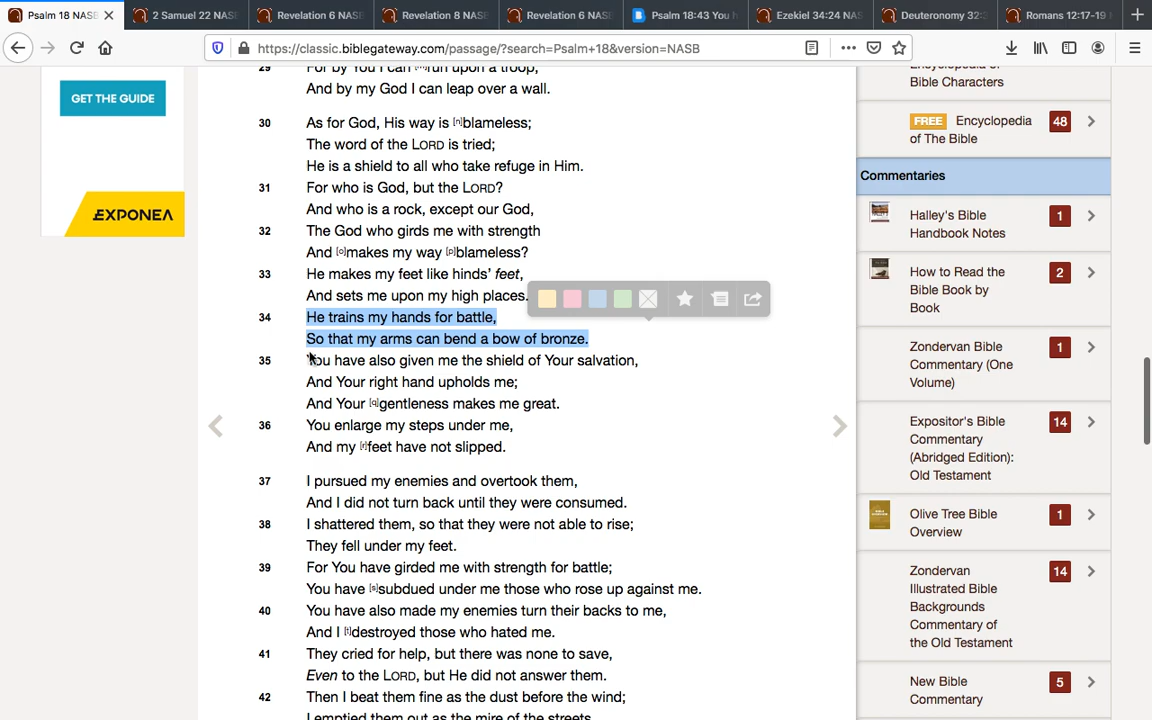 Psalm 18 NASB
2 Samuel 22 NASB
Revelation 6 NASB
Revelation 8 NASB
Revelation 6 NASB
Psalm 18:43 You h
Ezekiel 34:24 NAS
Deuteronomy 32:
Romans 12:17-19
https://classic.biblegateway.com/passage/?search=Psalm+18&version=NASB
GET THE GUIDE
EXPONEA
29 For by You I can [m]run upon a troop,
And by my God I can leap over a wall.
30 As for God, His way is [n]blameless;
The word of the LORD is tried;
He is a shield to all who take refuge in Him.
31 For who is God, but the LORD?
And who is a rock, except our God,
32 The God who girds me with strength
And [o]makes my way [p]blameless?
33 He makes my feet like hinds’ feet,
And sets me upon my high places.
34 He trains my hands for battle,
So that my arms can bend a bow of bronze.
35 You have also given me the shield of Your salvation,
And Your right hand upholds me;
And Your [q]gentleness makes me great.
36 You enlarge my steps under me,
And my [r]feet have not slipped.
37 I pursued my enemies and overtook them,
And I did not turn back until they were consumed.
38 I shattered them, so that they were not able to rise;
They fell under my feet.
39 For You have girded me with strength for battle;
You have [s]subdued under me those who rose up against me.
40 You have also made my enemies turn their backs to me,
And I [t]destroyed those who hated me.
41 They cried for help, but there was none to save,
Even to the LORD, but He did not answer them.
42 Then I beat them fine as the dust before the wind;
I emptied them out as the mire of the streets.
Encyclopedia of
Bible Characters
FREE Encyclopedia
of The Bible
48
Commentaries
Halley's Bible
Handbook Notes
1
How to Read the
Bible Book by
Book
2
Zondervan Bible
Commentary (One
Volume)
1
Expositor's Bible
Commentary
(Abridged Edition):
Old Testament
14
Olive Tree Bible
Overview
1
Zondervan
Illustrated Bible
Backgrounds
Commentary of
the Old Testament
14
New Bible
Commentary
5